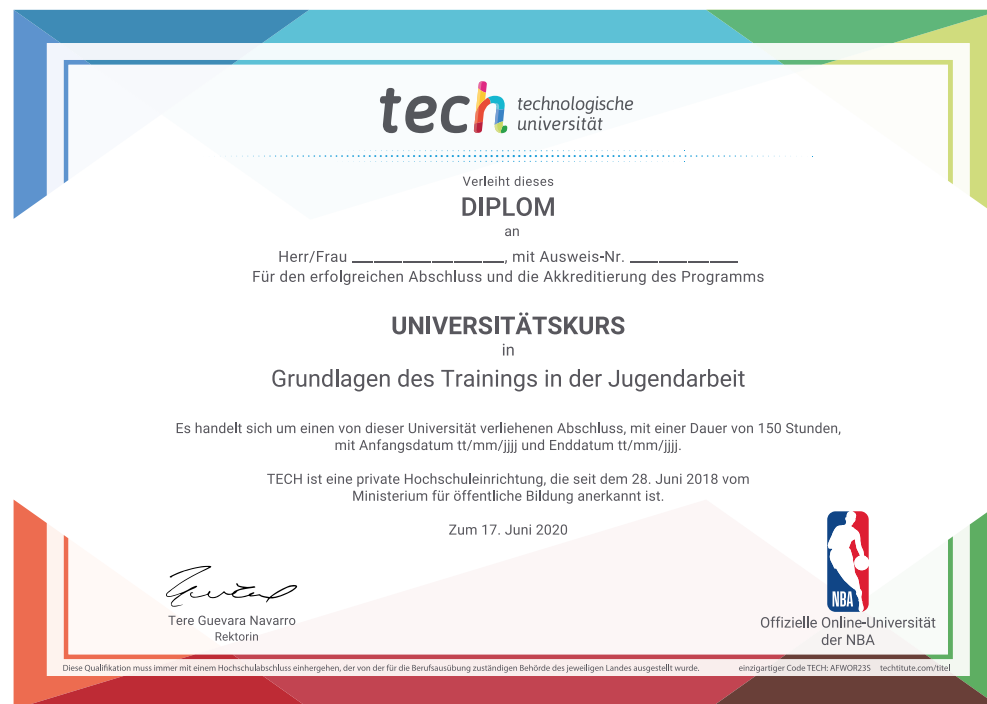 tech technologische
universität
Verleiht dieses
DIPLOM
an
Herr/Frau ______________, mit Ausweis-Nr. __________
Für den erfolgreichen Abschluss und die Akkreditierung des Programms
UNIVERSITÄTSKURS
in
Grundlagen des Trainings in der Jugendarbeit
Es handelt sich um einen von dieser Universität verliehenen Abschluss, mit einer Dauer von 150 Stunden,
mit Anfangsdatum tt/mm/jjjj und Enddatum tt/mm/jjjj.
TECH ist eine private Hochschuleinrichtung, die seit dem 28. Juni 2018 vom
Ministerium für öffentliche Bildung anerkannt ist.
Zum 17. Juni 2020
Tere Guevara Navarro
Rektorin
NBA
Offizielle Online-Universität
der NBA
Diese Qualifikation muss immer mit einem Hochschulabschluss einhergehen, der von der für die Berufsausübung zuständigen Behörde des jeweiligen Landes ausgestellt wurde.
einzigartiger Code TECH: AFWOR23S techtitute.com/titel